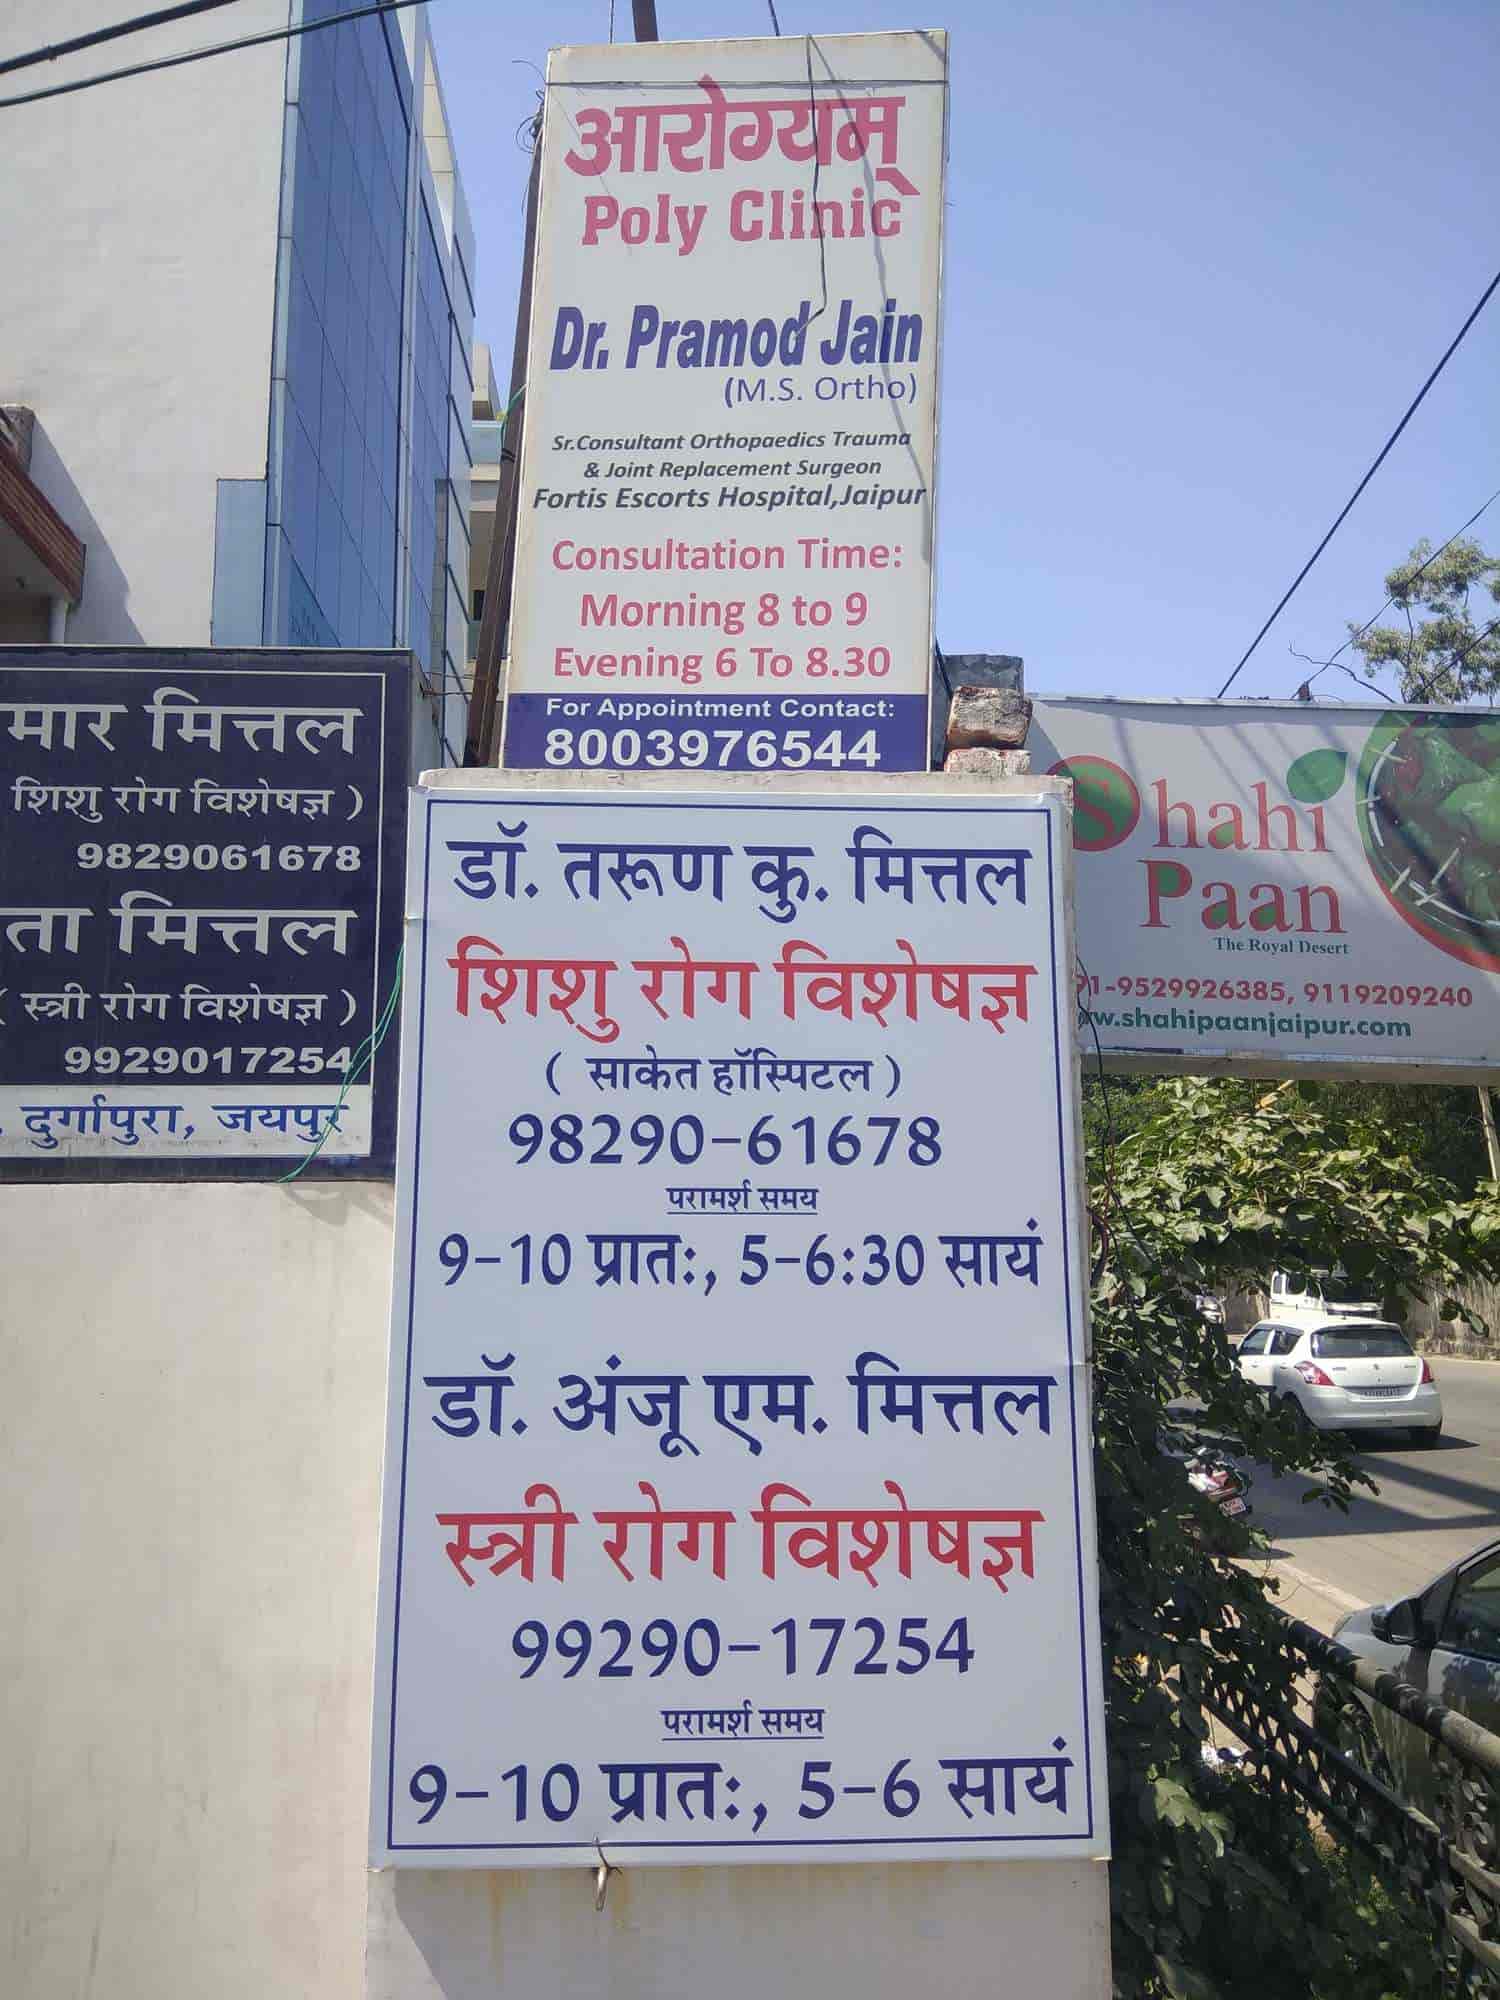 आरोग्यम्
Poly Clinic
Dr. Pramod Jain
(M.S. Ortho)
Sr.Consultant Orthopaedics Trauma
& Joint Replacement Surgeon
Fortis Escorts Hospital,Jaipur
Consultation Time:
Morning 8 to 9
Evening 6 To 8.30
For Appointment Contact:
8003976544
मार मित्तल
शिशु रोग विशेषज्ञ )
9829061678
ता मित्तल
( स्त्री रोग विशेषज्ञ )
9929017254
, दुर्गापुरा, जयपुर
डॉ. तरूण कु. मित्तल
शिशु रोग विशेषज्ञ
( साकेत हॉस्पिटल )
98290-61678
परामर्श समय
9-10 प्रातः, 5-6:30 सायं
डॉ. अंजू एम. मित्तल
स्त्री रोग विशेषज्ञ
99290-17254
परामर्श समय
9-10 प्रातः, 5-6 सायं
Shahi
Paan
The Royal Desert
91-9529926385, 9119209240
ww.shahipaanjaipur.com